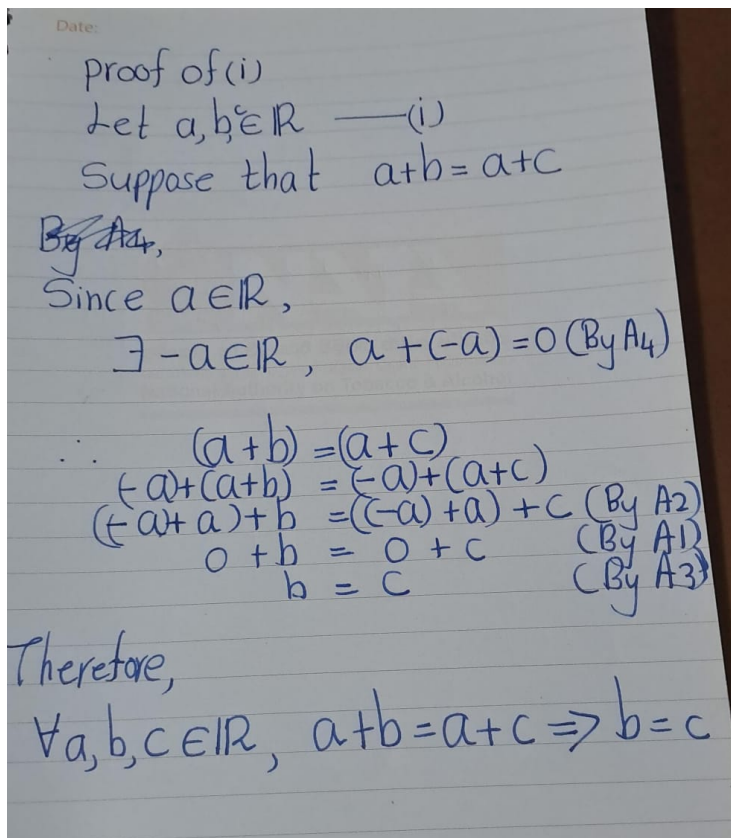 Date:
proof of (i)
Let a, b, c ∈ ℝ —(i)
Suppose that a+b = a+c
By A4,
Since a ∈ ℝ,
∃ -a ∈ ℝ, a + (-a) = 0 (By A4)
∴ (a+b) = (a+c)
(-a)+(a+b) = (-a)+(a+c)
(-a)+a)+b = ((-a)+a)+c (By A2)
0 + b = 0 + c (By A1)
b = c (By A3)
Therefore,
∀a, b, c ∈ ℝ, a+b = a+c ⇒ b = c